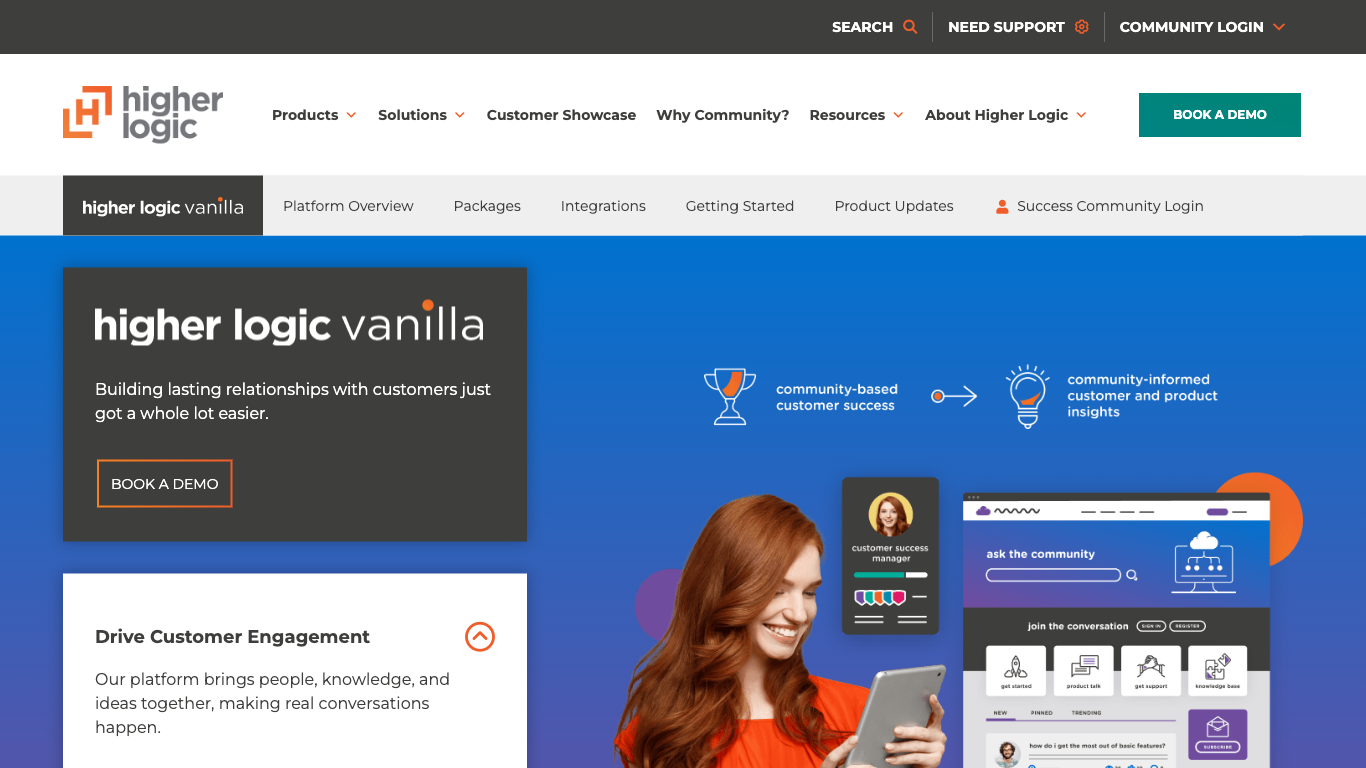 SEARCH
NEED SUPPORT
COMMUNITY LOGIN
higher
logic
Products
Solutions
Customer Showcase
Why Community?
Resources
About Higher Logic
BOOK A DEMO
higher logic vanilla
Platform Overview
Packages
Integrations
Getting Started
Product Updates
Success Community Login
higher logic vanilla
Building lasting relationships with customers just
got a whole lot easier.
BOOK A DEMO
Drive Customer Engagement
Our platform brings people, knowledge, and
ideas together, making real conversations
happen.
community-based
customer success
community-informed
customer and product
insights
customer success
manager
ask the community
join the conversation
SIGN IN
REGISTER
get started
product talk
get support
knowledge base
NEW
PINNED
TRENDING
SUBSCRIBE
how do i get the most out of basic features?